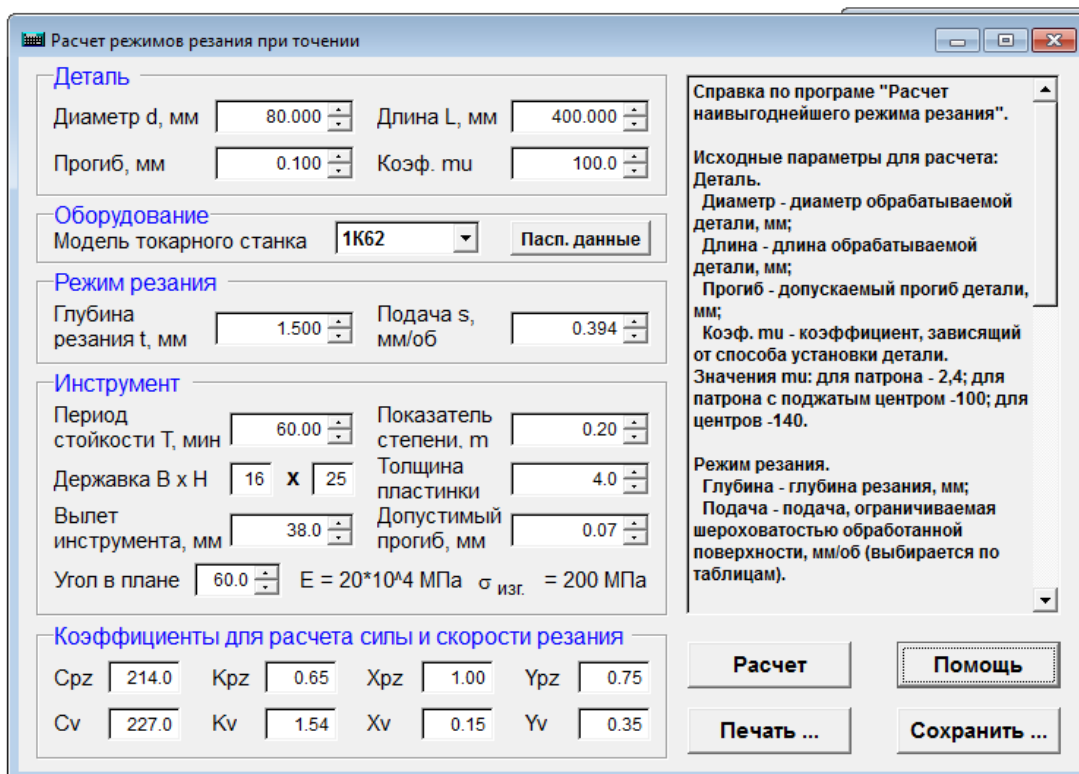 Расчет режимов резания при точении
Деталь
Диаметр d, мм 80.000 Длина L, мм 400.000
Прогиб, мм 0.100 Коэф. mu 100.0
Оборудование
Модель токарного станка 1К62 Пасп. данные
Режим резания
Глубина резания t, мм 1.500 Подача s, мм/об 0.394
Инструмент
Период стойкости T, мин 60.00 Показатель степени, m 0.20
Державка B x H 16 X 25 Толщина пластинки 4.0
Вылет инструмента, мм 38.0 Допустимый прогиб, мм 0.07
Угол в плане 60.0 E = 20*10^4 МПа σ изг. = 200 МПа
Коэффициенты для расчета силы и скорости резания
Cpz 214.0 Kpz 0.65 Xpz 1.00 Ypz 0.75
Cv 227.0 Kv 1.54 Xv 0.15 Yv 0.35
Справка по програме "Расчет
наивыгоднейшего режима резания".
Исходные параметры для расчета:
Деталь.
Диаметр - диаметр обрабатываемой
детали, мм;
Длина - длина обрабатываемой
детали, мм;
Прогиб - допускаемый прогиб детали,
мм;
Коэф. mu - коэффициент, зависящий
от способа установки детали.
Значения mu: для патрона - 2,4; для
патрона с поджатым центром -100; для
центров -140.
Режим резания.
Глубина - глубина резания, мм;
Подача - подача, ограничиваемая
шероховатостью обработанной
поверхности, мм/об (выбирается по
таблицам).
Расчет Помощь
Печать ... Сохранить ...